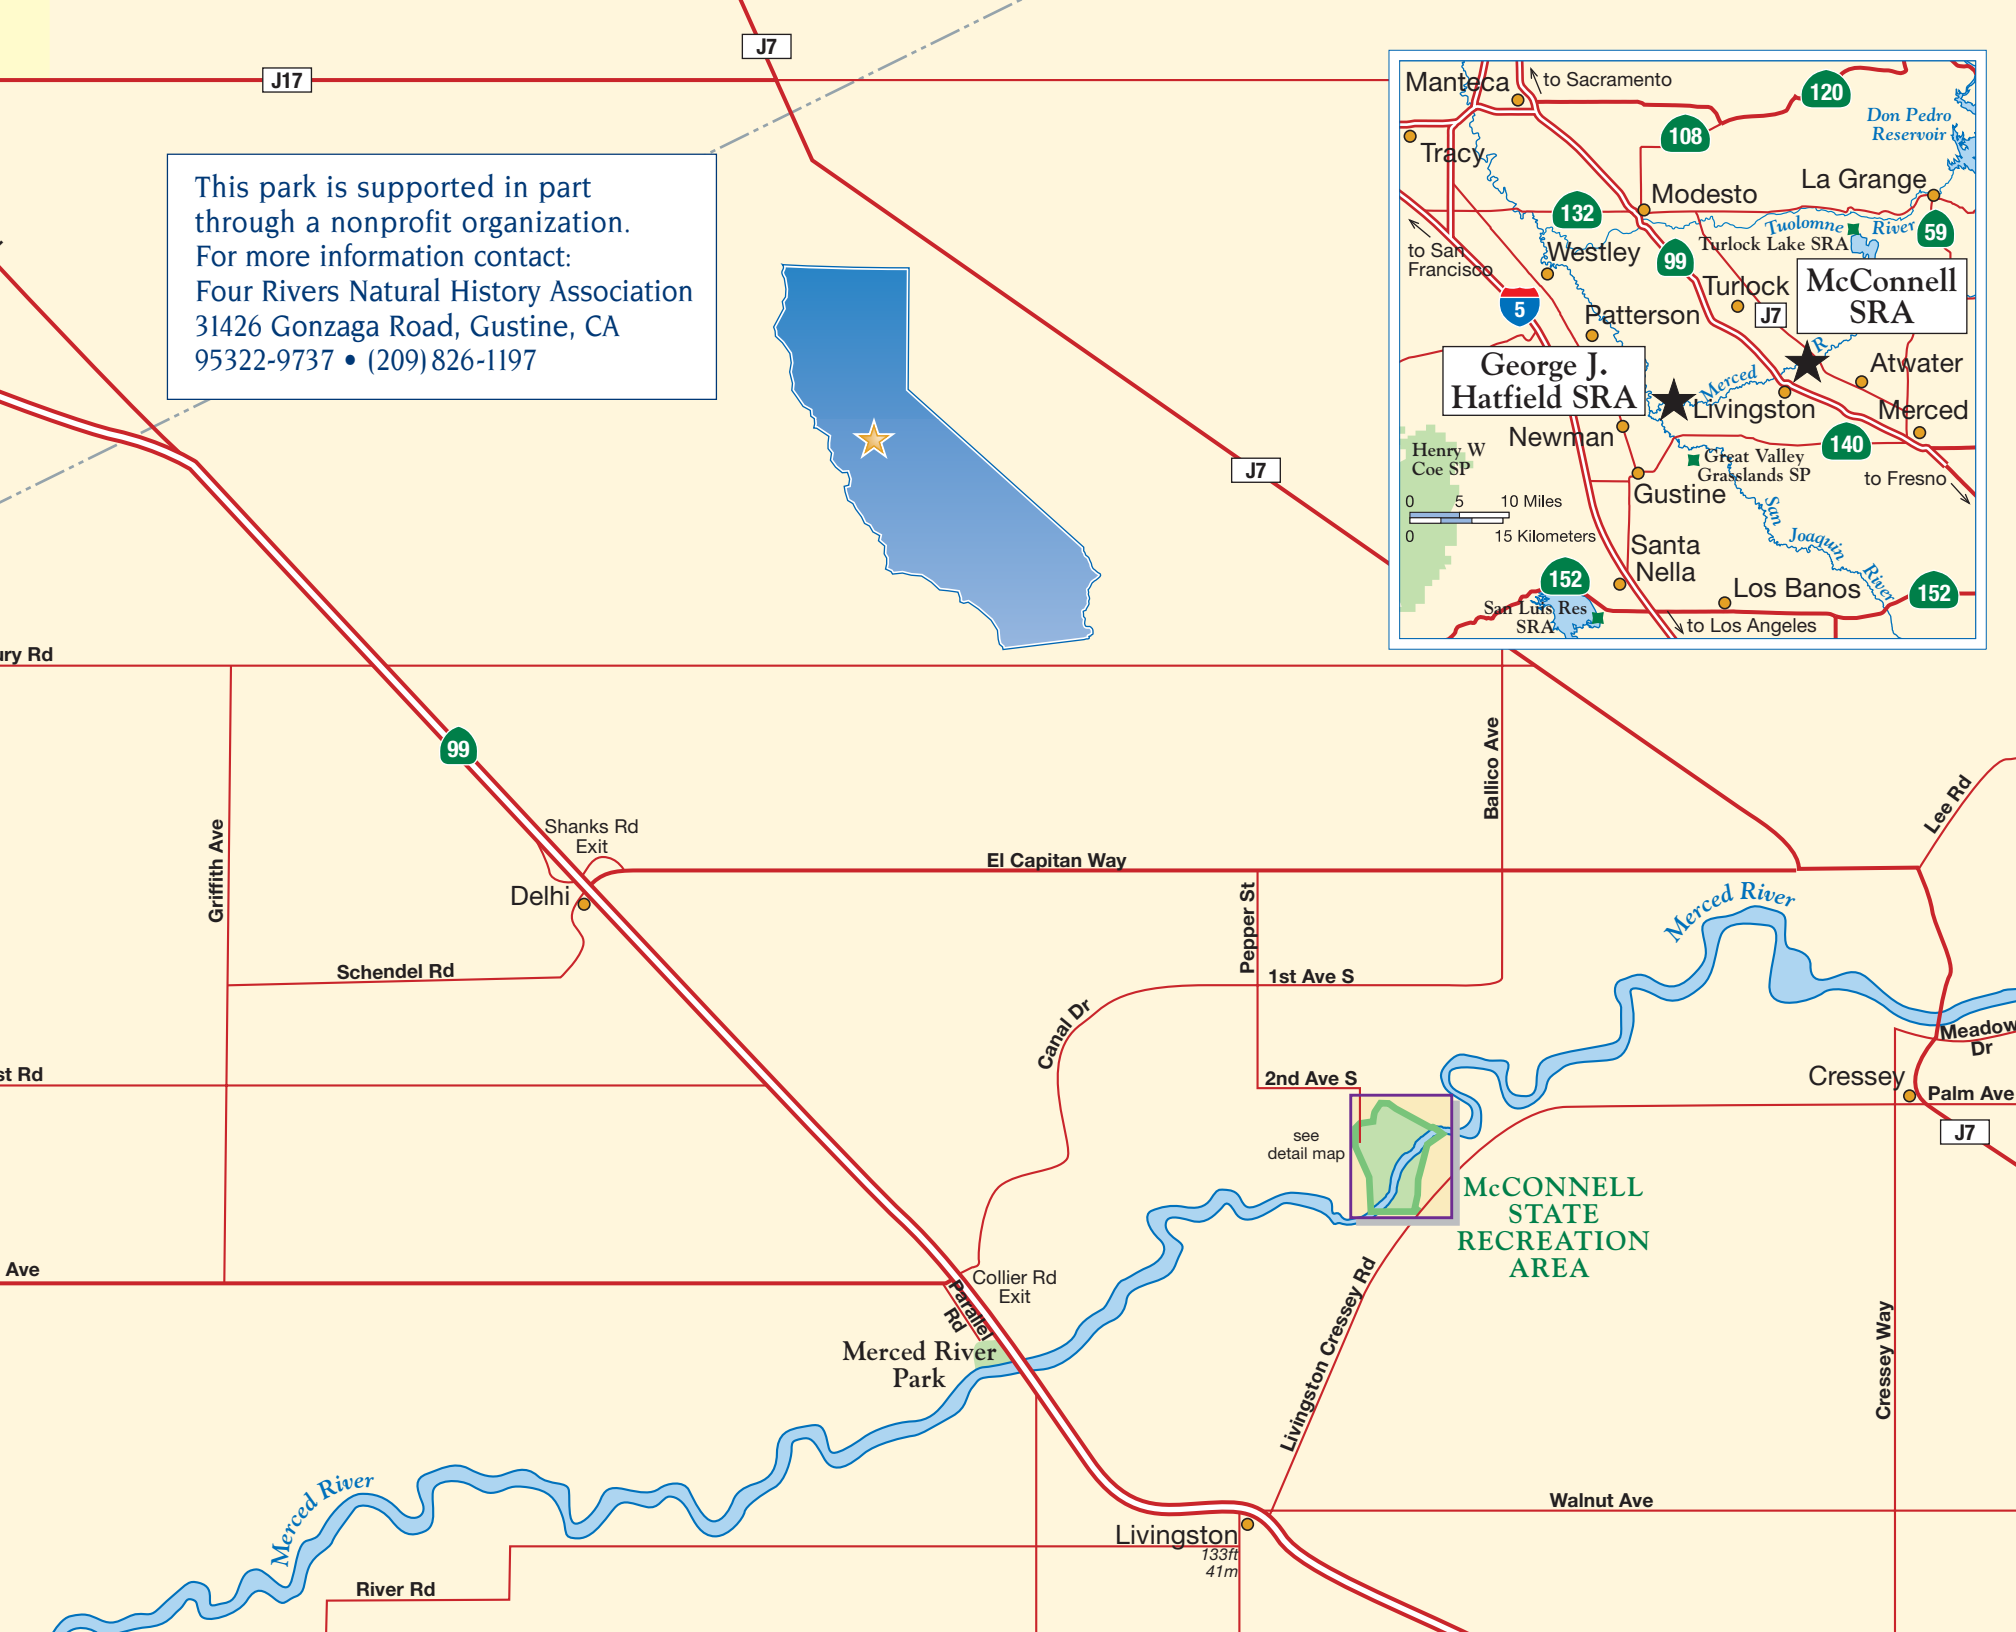 J7
J17
This park is supported in part
through a nonprofit organization.
For more information contact:
Four Rivers Natural History Association
31426 Gonzaga Road, Gustine, CA
95322-9737 • (209) 826-1197
Manteca
to Sacramento
120
Don Pedro
Reservoir
108
Tracy
La Grange
Modesto
132
Tuolomne River
59
Turlock Lake SRA
to San
Francisco
Westley
99
McConnell
SRA
Turlock
5
J7
Patterson
R
George J.
Hatfield SRA
Atwater
Merced
Livingston
Merced
Newman
140
Henry W
Coe SP
Great Valley
Grasslands SP
to Fresno
Gustine
0 5 10 Miles
0 15 Kilometers
San Joaquin River
Santa
Nella
152
Los Banos
152
San Luis Res
SRA
to Los Angeles
J7
ury Rd
99
Ballico Ave
Lee Rd
Griffith Ave
Shanks Rd
Exit
El Capitan Way
Delhi
Pepper St
Merced River
Schendel Rd
1st Ave S
Canal Dr
Meadow
Dr
st Rd
2nd Ave S
Cressey
Palm Ave
J7
see
detail map
McCONNELL
STATE
RECREATION
AREA
Ave
Collier Rd
Exit
Parallel
Rd
Livingston Cressey Rd
Cressey Way
Merced River
Park
Merced River
Walnut Ave
Livingston
133ft
41m
River Rd